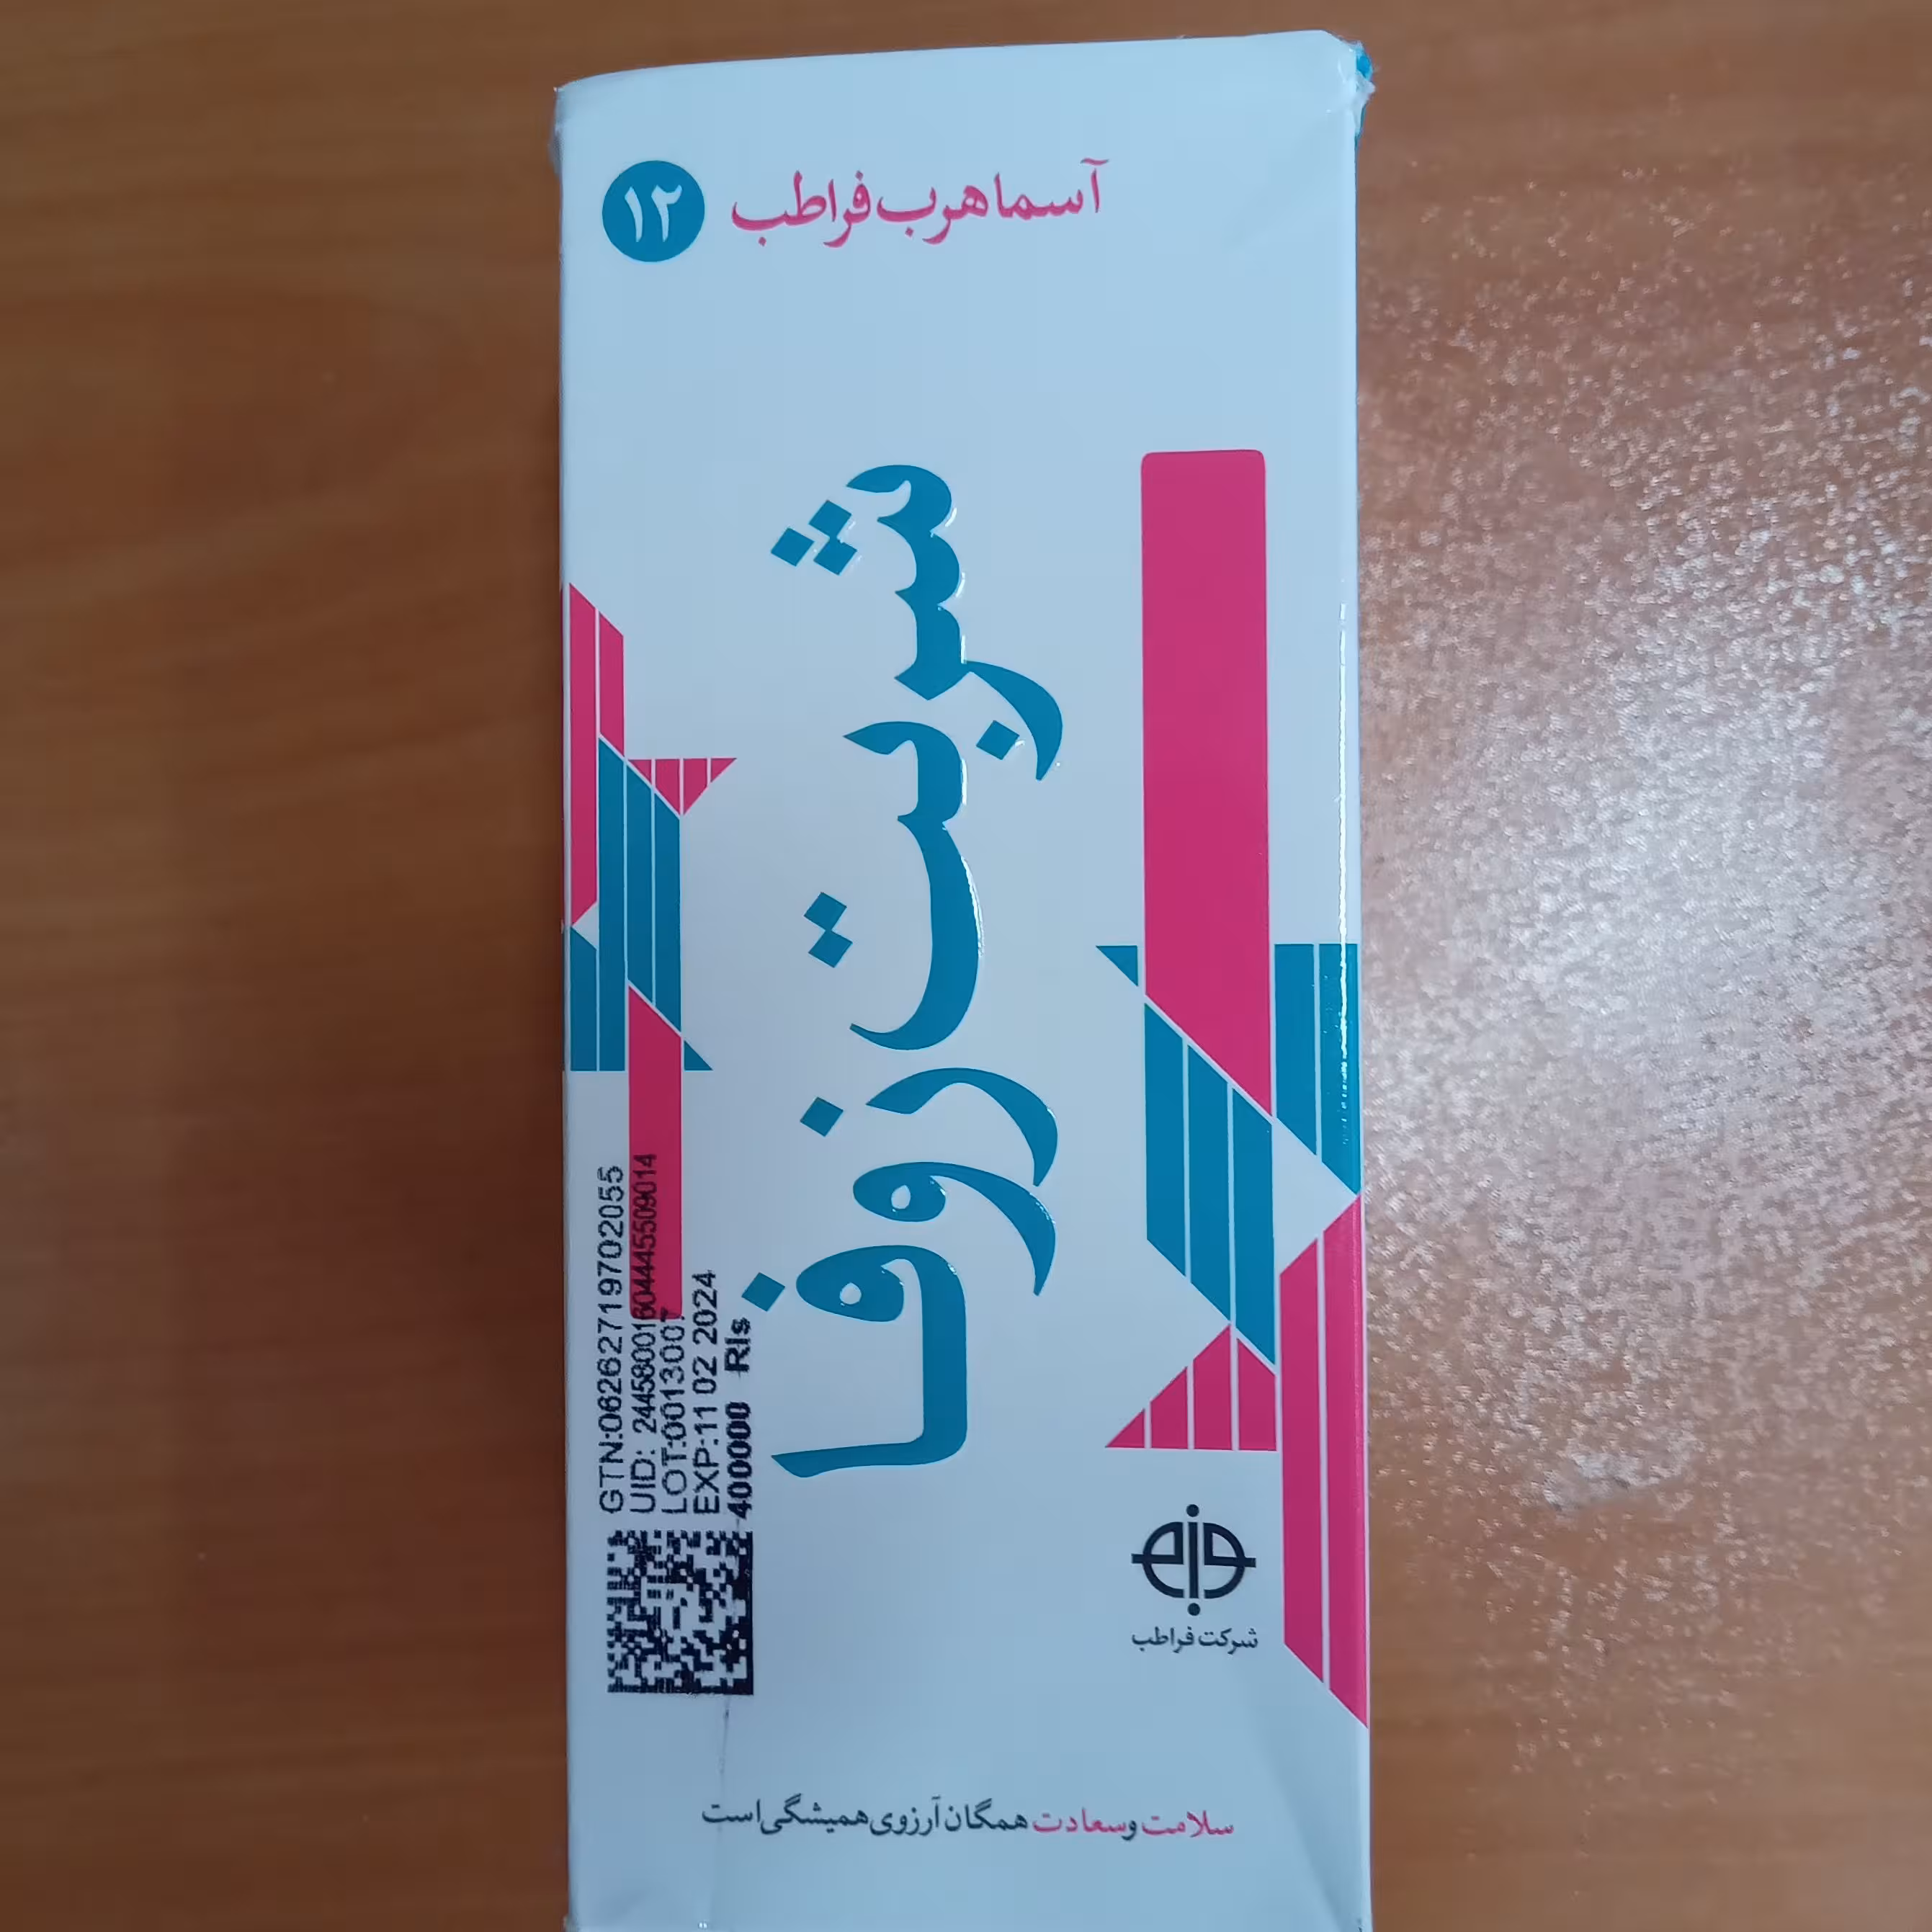 آسماهرب فراطب
۱۲
شربت زوفا
GTN:06262719702055
UID: 24458001604445509014
LOT:0013007
EXP:11 02 2024
400000 Rls
شرکت فراطب
سلامت و سعادت همگان آرزوی همیشگی است